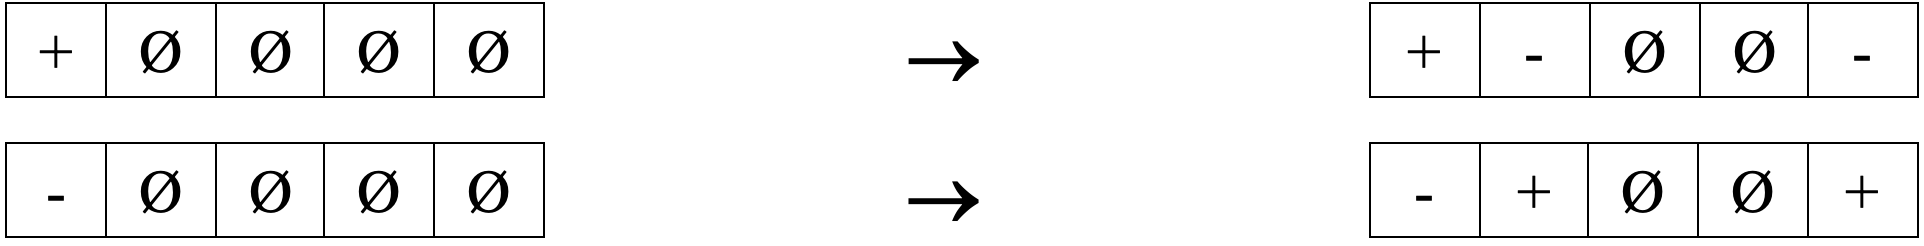 + Ø Ø Ø Ø → + - Ø Ø -
- Ø Ø Ø Ø → - + Ø Ø +